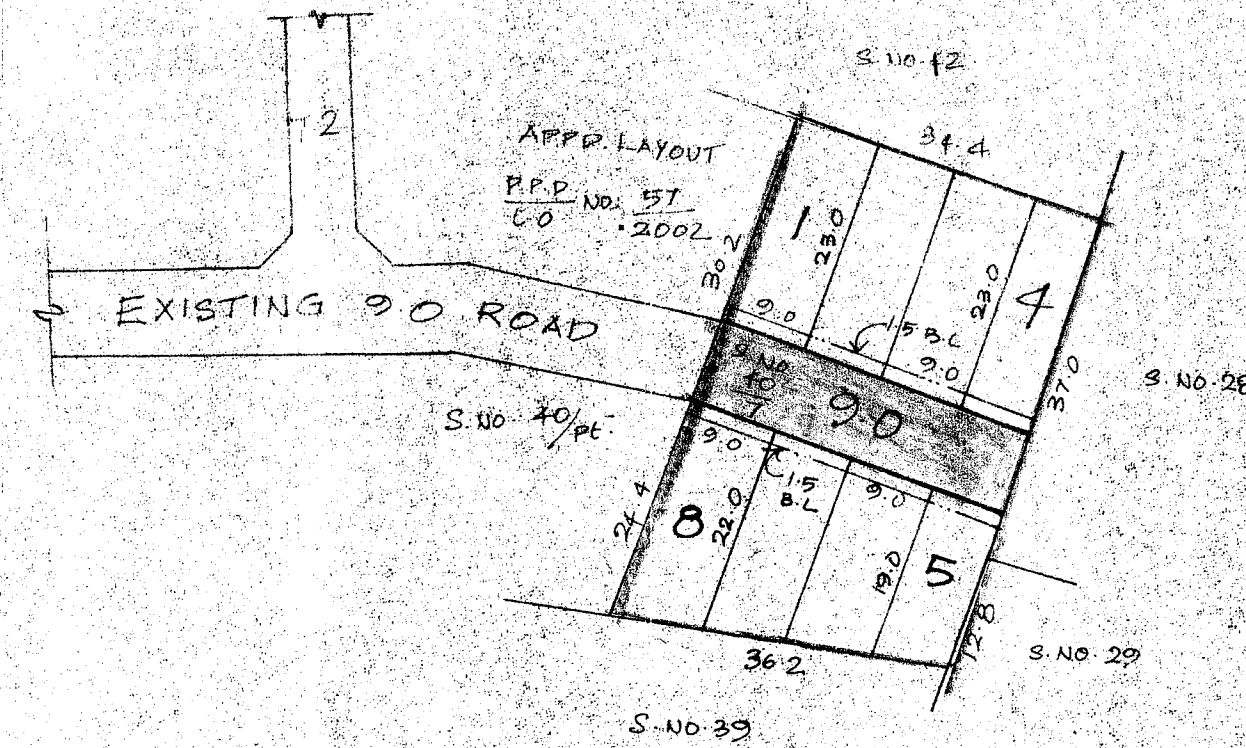 S. NO. 42
APPD. LAYOUT
P.P.D
L.O
NO.
57
2002
34.4
2
1
23.0
30.2
23.0
4
9.0
1.5 B.L
9.0
37.0
EXISTING 9.0 ROAD
S.NO
40
7
9.0
S. NO. 28
S. NO. 40/pt.
9.0
1.5
B.L
9.0
24.4
8
22.0
19.0
5
12.8
36.2
S. NO. 29
S. NO. 39